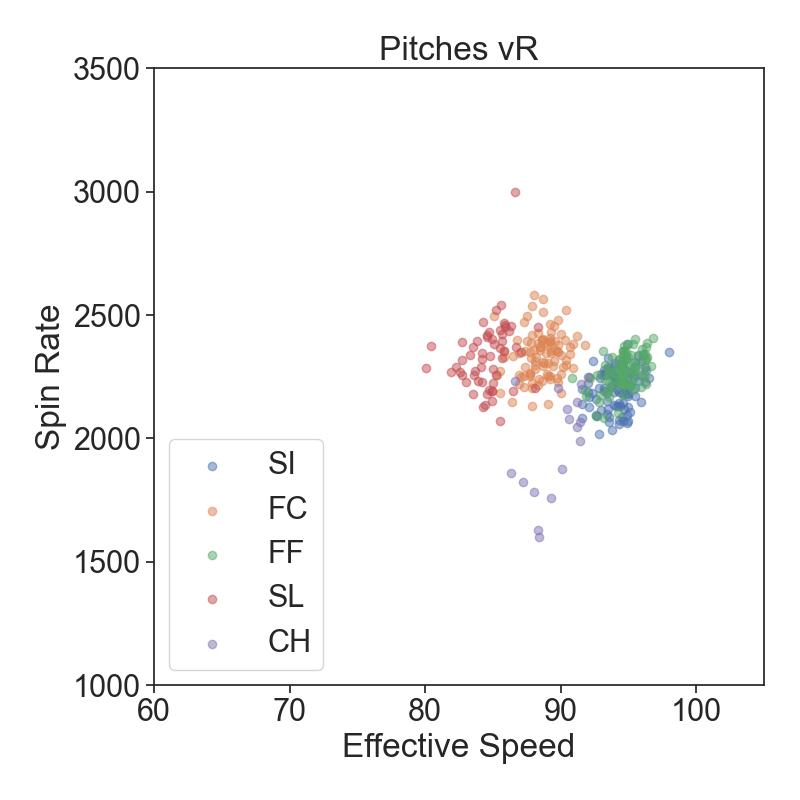 Pitches vR
3500
3000
2500
2000
1500
1000
Spin Rate
SI
FC
FF
SL
CH
60 70 80 90 100
Effective Speed